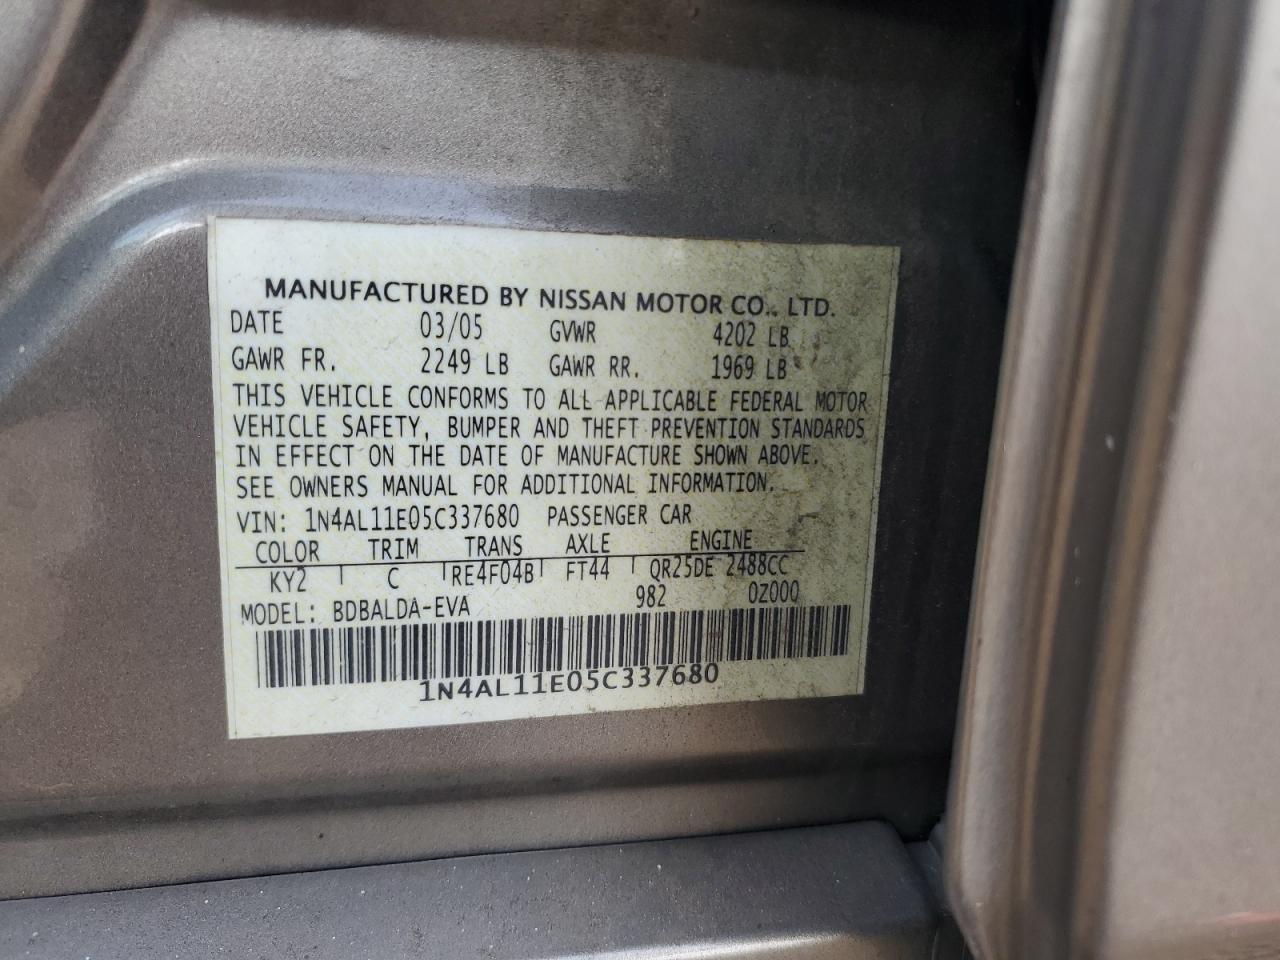 MANUFACTURED BY NISSAN MOTOR CO., LTD.
DATE 03/05 GVWR 4202 LB
GAWR FR. 2249 LB GAWR RR. 1969 LB
THIS VEHICLE CONFORMS TO ALL APPLICABLE FEDERAL MOTOR
VEHICLE SAFETY, BUMPER AND THEFT PREVENTION STANDARDS
IN EFFECT ON THE DATE OF MANUFACTURE SHOWN ABOVE.
SEE OWNERS MANUAL FOR ADDITIONAL INFORMATION.
VIN: 1N4AL11E05C337680 PASSENGER CAR
COLOR TRIM TRANS AXLE ENGINE
KY2 C RE4F04B FT44 QR25DE 2488CC
MODEL: BDBALDA-EVA 982 0Z000
1N4AL11E05C337680